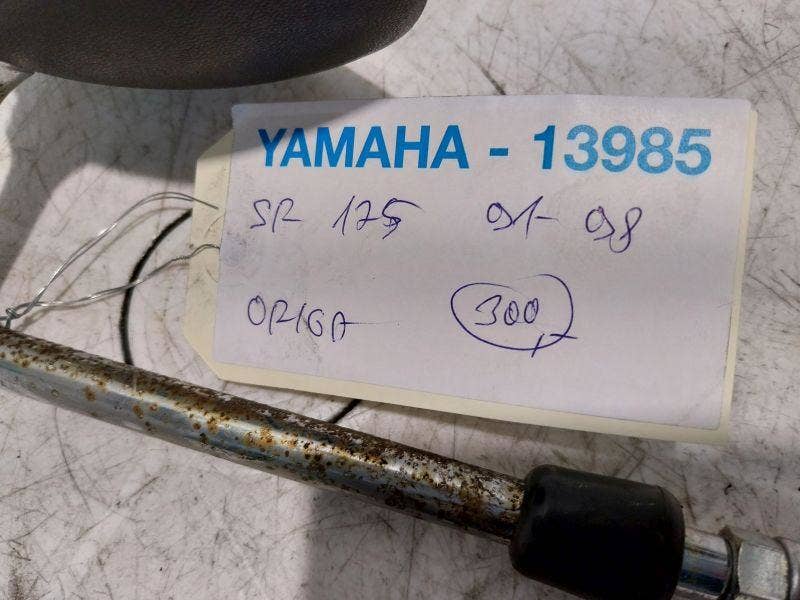 YAMAHA - 13985
SR 125 91-98
ORIGA
300,-